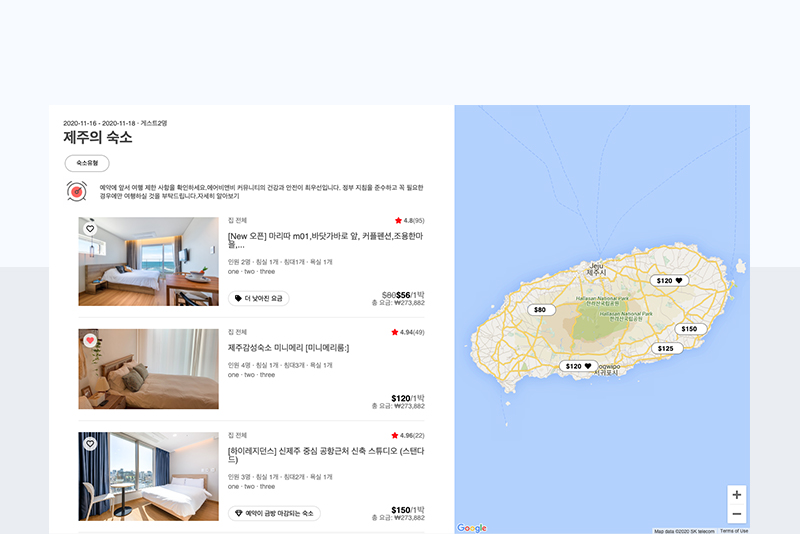 2020-11-16 - 2020-11-18 · 게스트2명
제주의 숙소
숙소유형
예약에 앞서 여행 제한 사항을 확인하세요.에어비앤비 커뮤니티의 건강과 안전이 최우선입니다. 정부 지침을 준수하고 꼭 필요한
경우에만 여행하실 것을 부탁드립니다.자세히 알아보기
집 전체
4.8(95)
[New 오픈] 마리따 m01,바닷가바로 앞, 커플펜션,조용한마
을,...
인원 2명 · 침실 1개 · 침대1개 · 욕실 1개
one · two · three
더 낮아진 요금
$80$56/1박
총 요금: ₩273,882
집 전체
4.94(49)
제주감성숙소 미니메리 [미니메리룸:]
인원 4명 · 침실 1개 · 침대3개 · 욕실 1개
one · two · three
$120/1박
총 요금: ₩273,882
집 전체
4.96(22)
[하이레지던스] 신제주 중심 공항근처 신축 스튜디오 (스탠다
드)
인원 3명 · 침실 1개 · 침대2개 · 욕실 1개
one · two · three
예약이 금방 마감되는 숙소
$150/1박
총 요금: ₩273,882
Jeju
제주시
$120
Hallasan National Park
한라산국립공원
$80
Hallasan National Park
한라산국립공원
$150
$125
$120
ogwipo
서귀포시
+
−
Google
Map data ©2020 SK telecom
Terms of Use